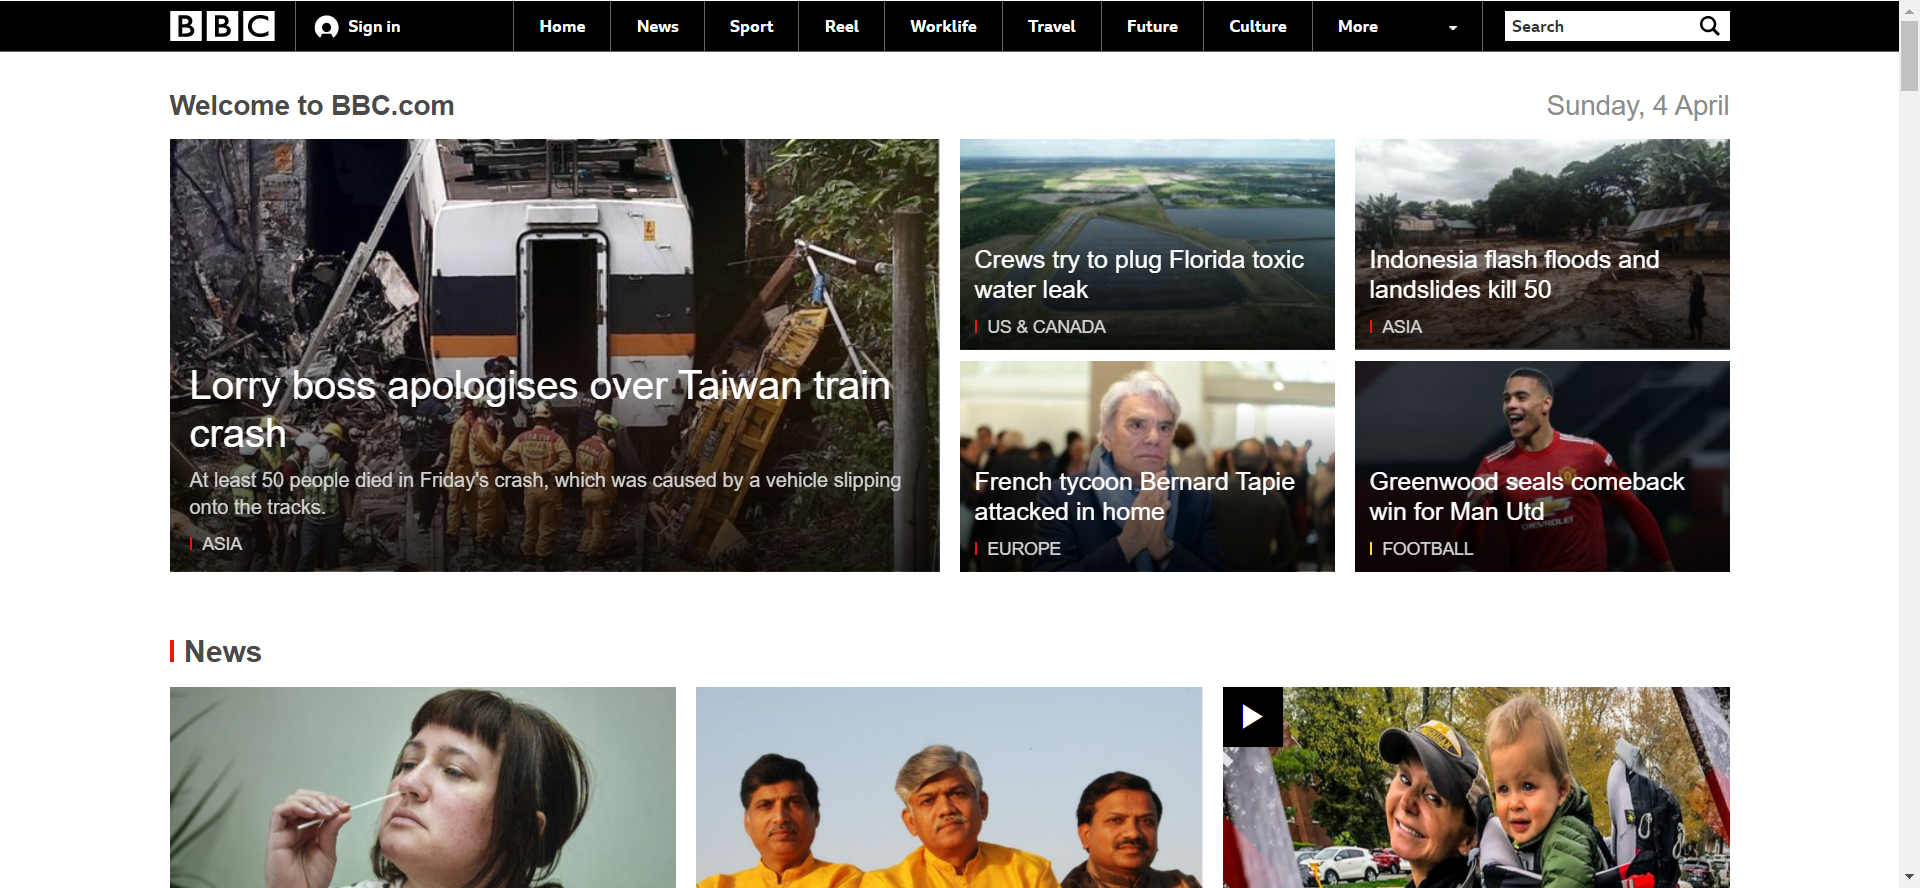 BBC
Sign in
Home
News
Sport
Reel
Worklife
Travel
Future
Culture
More
Search
Welcome to BBC.com
Sunday, 4 April
Lorry boss apologises over Taiwan train
crash
At least 50 people died in Friday's crash, which was caused by a vehicle slipping
onto the tracks.
ASIA
Crews try to plug Florida toxic
water leak
US & CANADA
Indonesia flash floods and
landslides kill 50
ASIA
French tycoon Bernard Tapie
attacked in home
EUROPE
Greenwood seals comeback
win for Man Utd
CHEVROLET
FOOTBALL
News